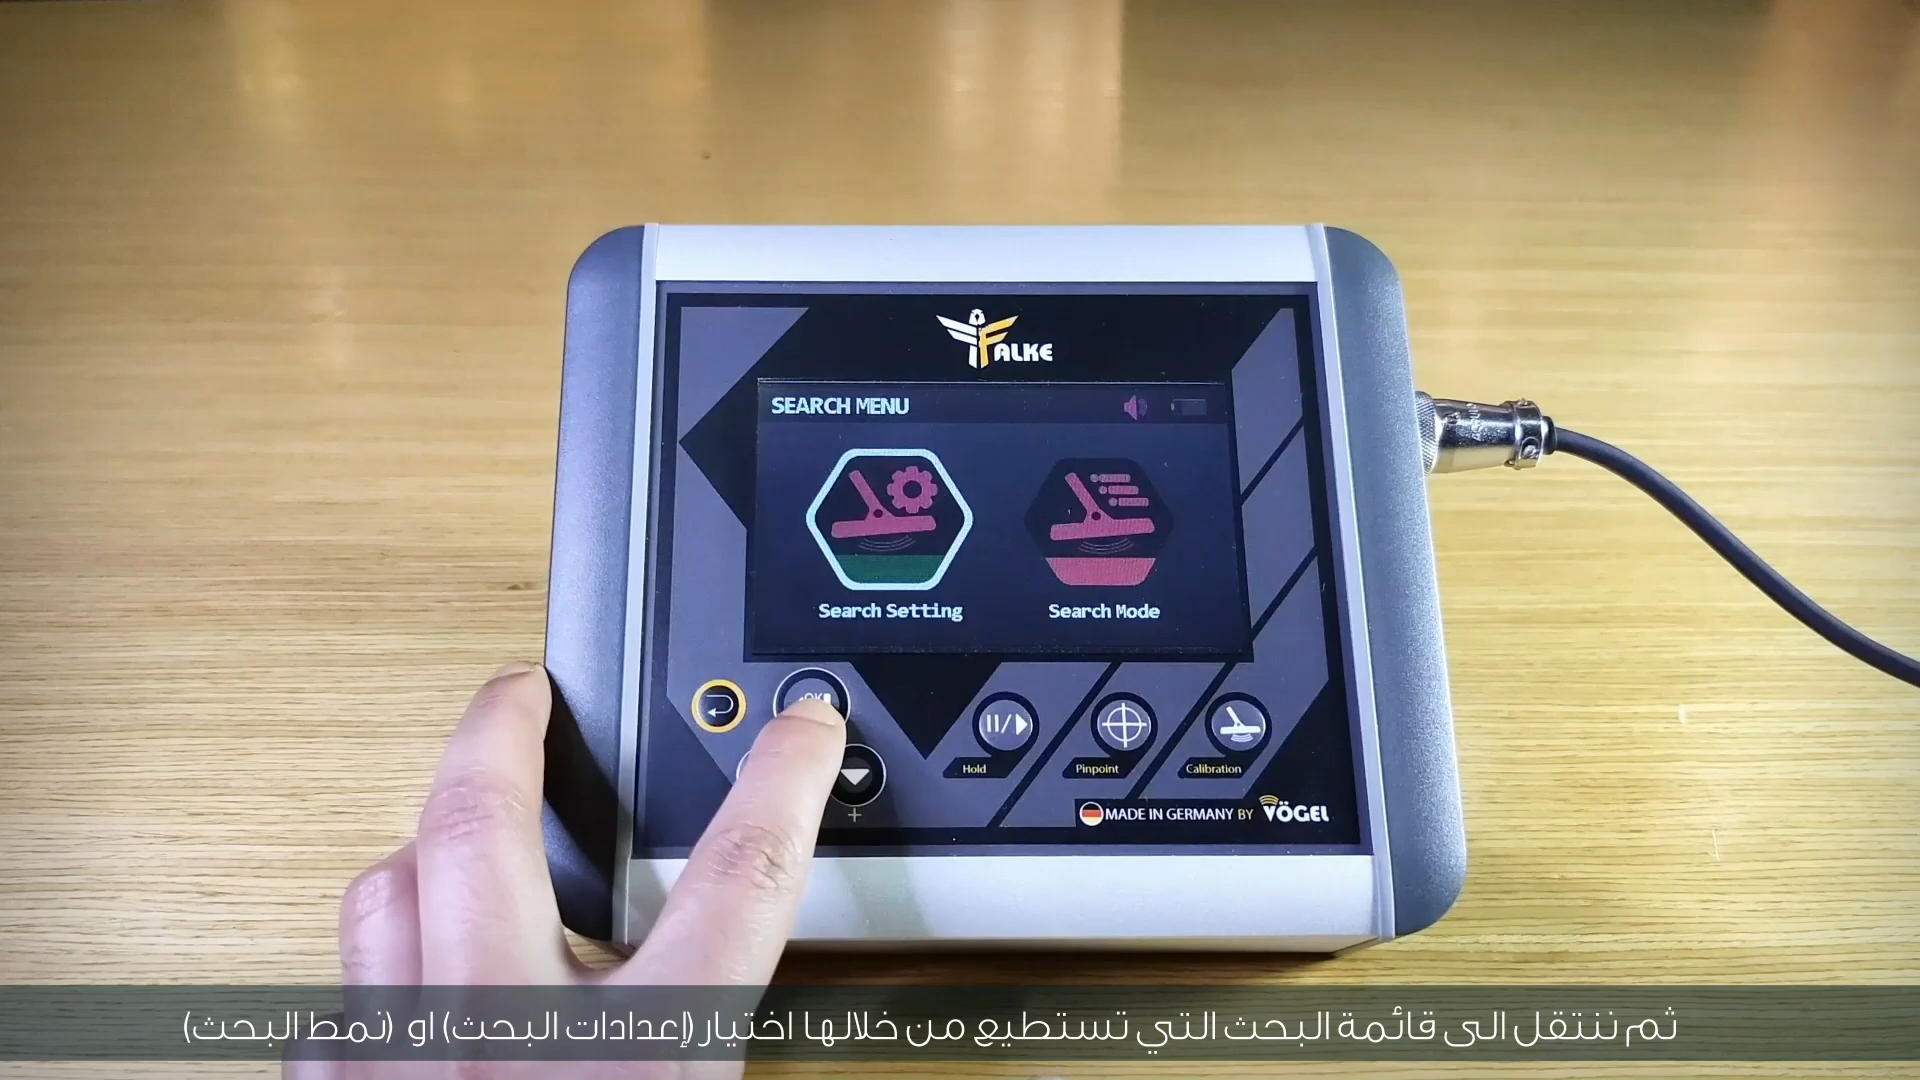 FALKE
SEARCH MENU
Search Setting
Search Mode
OK
Hold
Pinpoint
Calibration
+
MADE IN GERMANY BY VÖGEL
ثم ننتقل الى قائمة البحث التي تستطيع من خلالها اختيار (إعدادات البحث) او (نمط البحث)